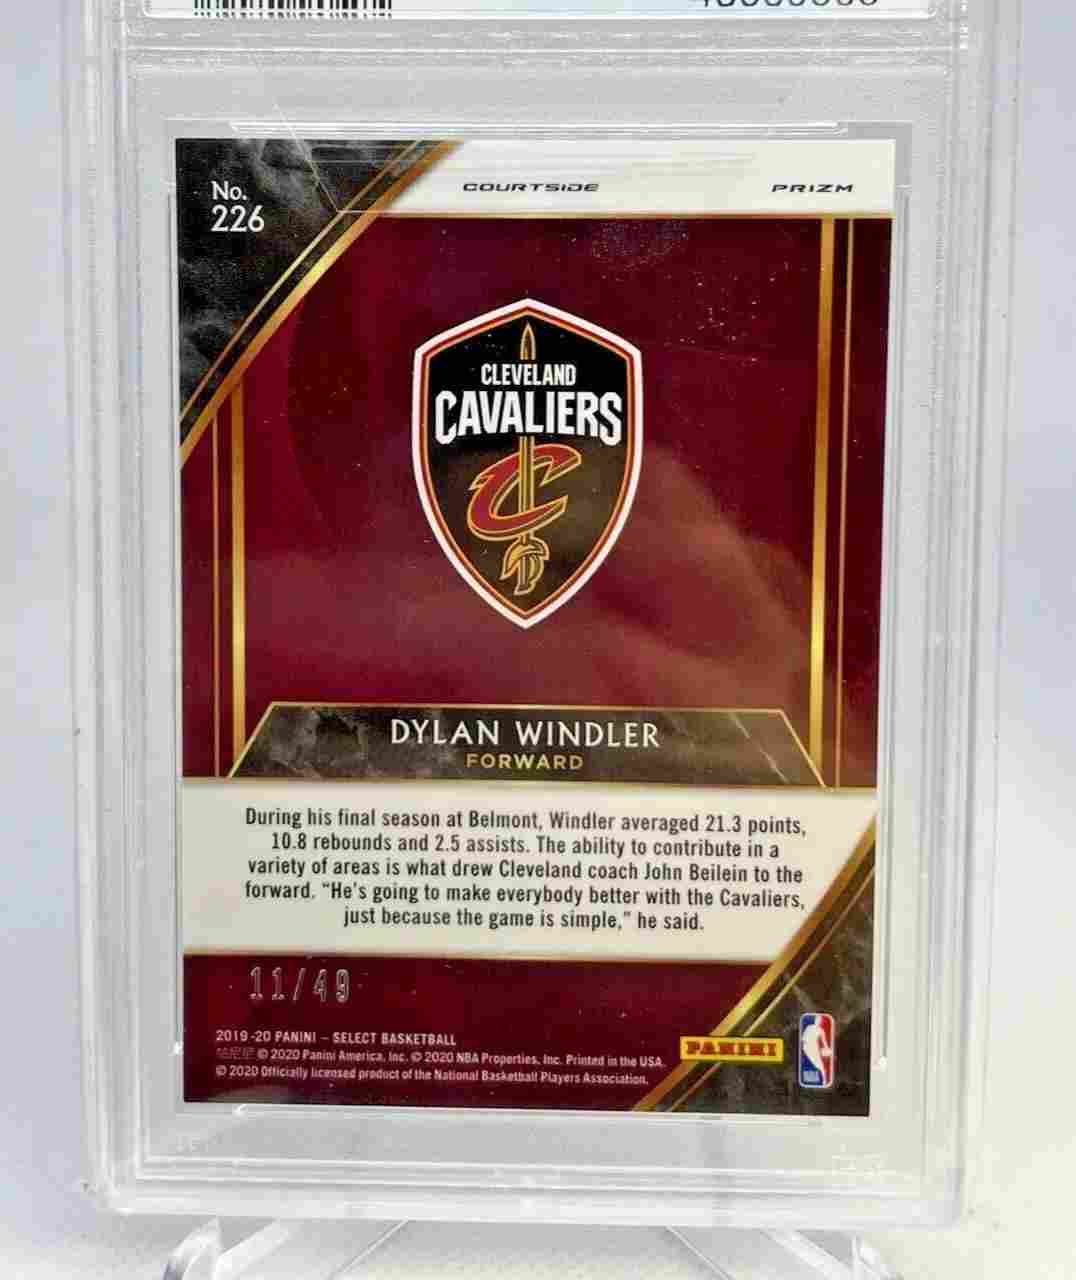 No.
226
COURTSIDE
PRIZM
CLEVELAND
CAVALIERS
C
DYLAN WINDLER
FORWARD
During his final season at Belmont, Windler averaged 21.3 points,
10.8 rebounds and 2.5 assists. The ability to contribute in a
variety of areas is what drew Cleveland coach John Beilein to the
forward. "He's going to make everybody better with the Cavaliers,
just because the game is simple," he said.
11/49
2019-20 PANINI – SELECT BASKETBALL
帕尼尼 © 2020 Panini America, Inc. © 2020 NBA Properties, Inc. Printed in the USA.
© 2020 Officially licensed product of the National Basketball Players Association.
PANINI
NBA